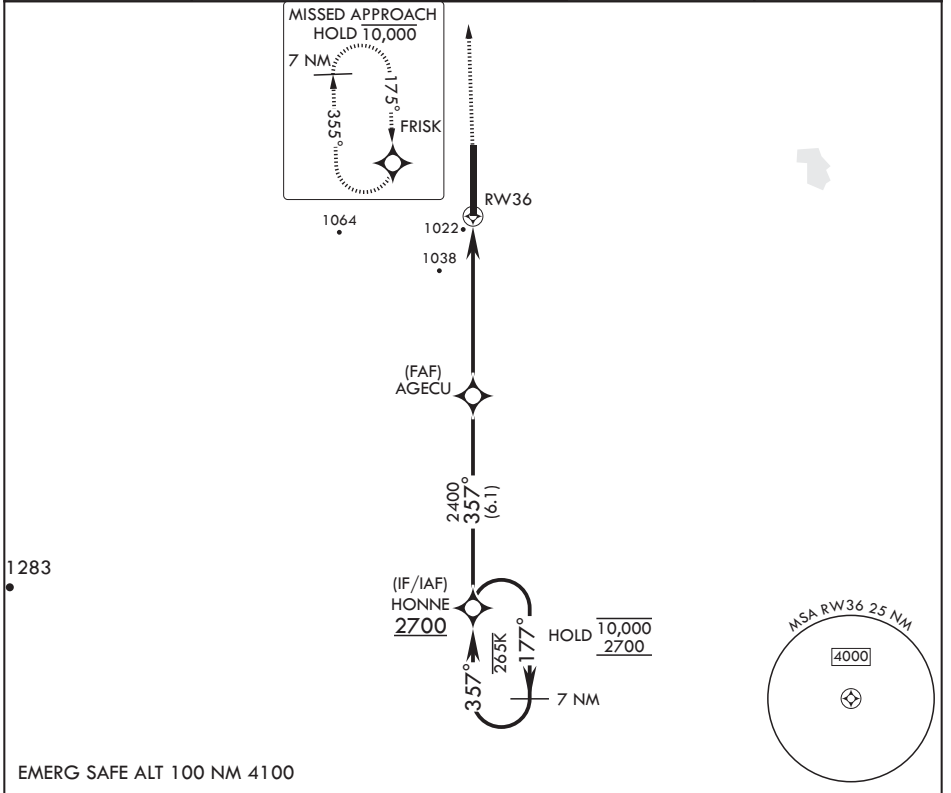 MISSED APPROACH
HOLD 10,000
7 NM
175°
355°
FRISK
RW36
1064
1022
1038
(FAF)
AGECU
2400
357°
(6.1)
1283
(IF/IAF)
HONNE
2700
265K
177°
357°
HOLD 10,000
2700
7 NM
MSA RW36 25 NM
4000
EMERG SAFE ALT 100 NM 4100